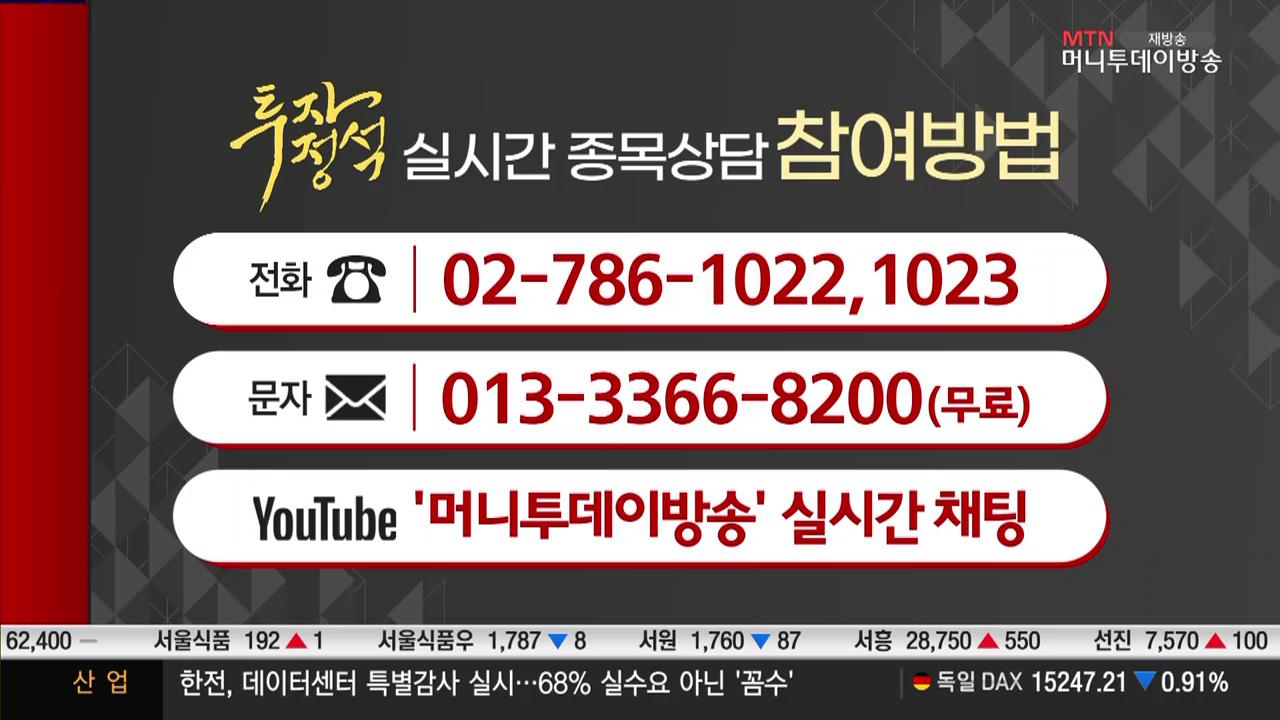 MTN 재방송
머니투데이방송
투자정석 실시간 종목상담 참여방법
전화 02-786-1022,1023
문자 013-3366-8200(무료)
YouTube '머니투데이방송' 실시간 채팅
62,400 서울식품 192 ▲ 1 서울식품우 1,787 ▼ 8 서원 1,760 ▼ 87 서흥 28,750 ▲ 550 선진 7,570 ▲ 100
산업 한전, 데이터센터 특별감사 실시…68% 실수요 아닌 '꼼수' 독일 DAX 15247.21 ▼ 0.91%